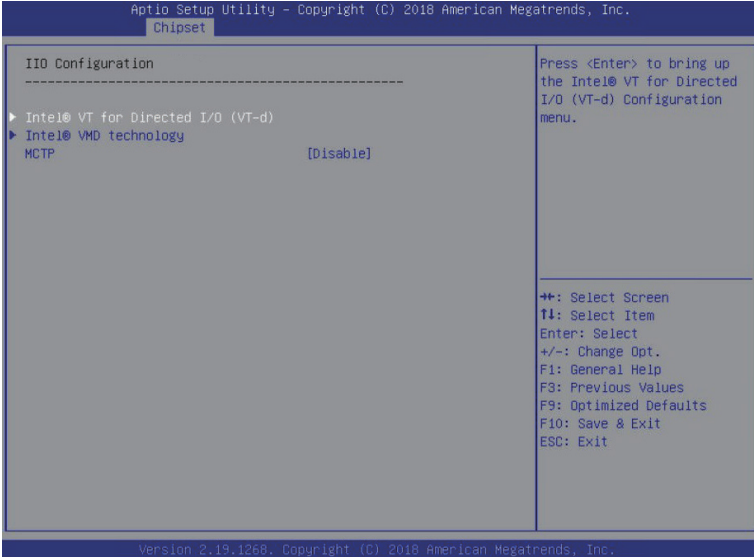 Aptio Setup Utility – Copyright (C) 2018 American Megatrends, Inc.
Chipset
IIO Configuration
--------------------------------------------------
Intel® VT for Directed I/O (VT-d)
Intel® VMD technology
MCTP [Disable]
Press <Enter> to bring up
the Intel® VT for Directed
I/O (VT-d) Configuration
menu.
→←: Select Screen
↑↓: Select Item
Enter: Select
+/-: Change Opt.
F1: General Help
F3: Previous Values
F9: Optimized Defaults
F10: Save & Exit
ESC: Exit
Version 2.19.1268. Copyright (C) 2018 American Megatrends, Inc.